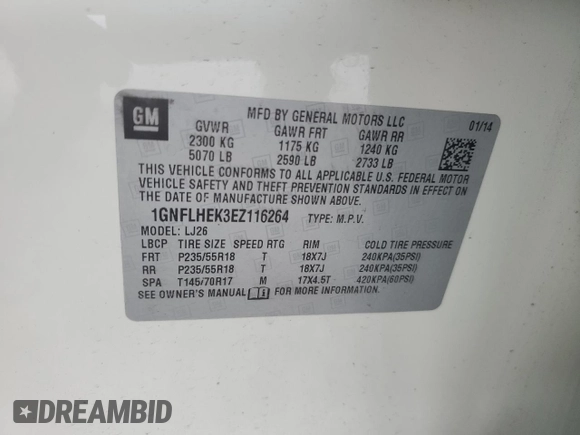 GM
MFD BY GENERAL MOTORS LLC
01/14
GVWR GAWR FRT GAWR RR
2300 KG 1175 KG 1240 KG
5070 LB 2590 LB 2733 LB
THIS VEHICLE CONFORMS TO ALL APPLICABLE U.S. FEDERAL MOTOR
VEHICLE SAFETY AND THEFT PREVENTION STANDARDS IN EFFECT ON
THE DATE OF MANUFACTURE SHOWN ABOVE.
1GNFLHEK3EZ116264 TYPE: M.P.V.
MODEL: LJ26
LBCP TIRE SIZE SPEED RTG RIM COLD TIRE PRESSURE
FRT P235/55R18 T 18X7J 240KPA(35PSI)
RR P235/55R18 T 18X7J 240KPA(35PSI)
SPA T145/70R17 M 17X4.5T 420KPA(60PSI)
SEE OWNER'S MANUAL FOR MORE INFORMATION.
DREAMBID